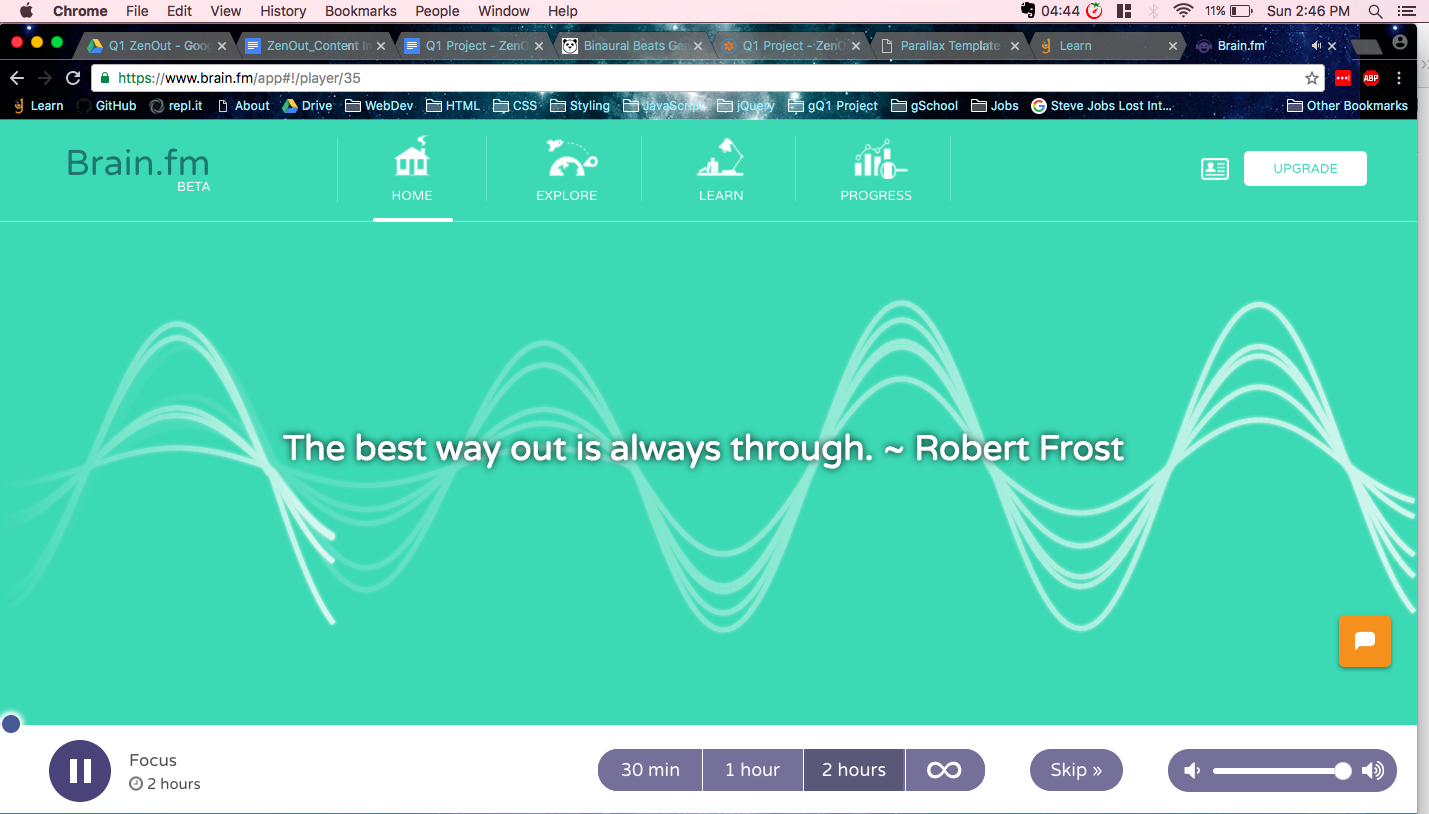 Chrome File Edit View History Bookmarks People Window Help 04:44 11% Sun 2:46 PM
Q1 ZenOut - Goog ZenOut_Content In Q1 Project - ZenO Binaural Beats Ge Q1 Project - ZenO Parallax Template Learn Brain.fm
https://www.brain.fm/app#!/player/35 ABP
Learn GitHub repl.it About Drive WebDev HTML CSS Styling JavaScript jQuery gQ1 Project gSchool Jobs Steve Jobs Lost Int... Other Bookmarks
Brain.fm
BETA
HOME EXPLORE LEARN PROGRESS
UPGRADE
The best way out is always through. ~ Robert Frost
Focus
2 hours
30 min 1 hour 2 hours ∞ Skip »